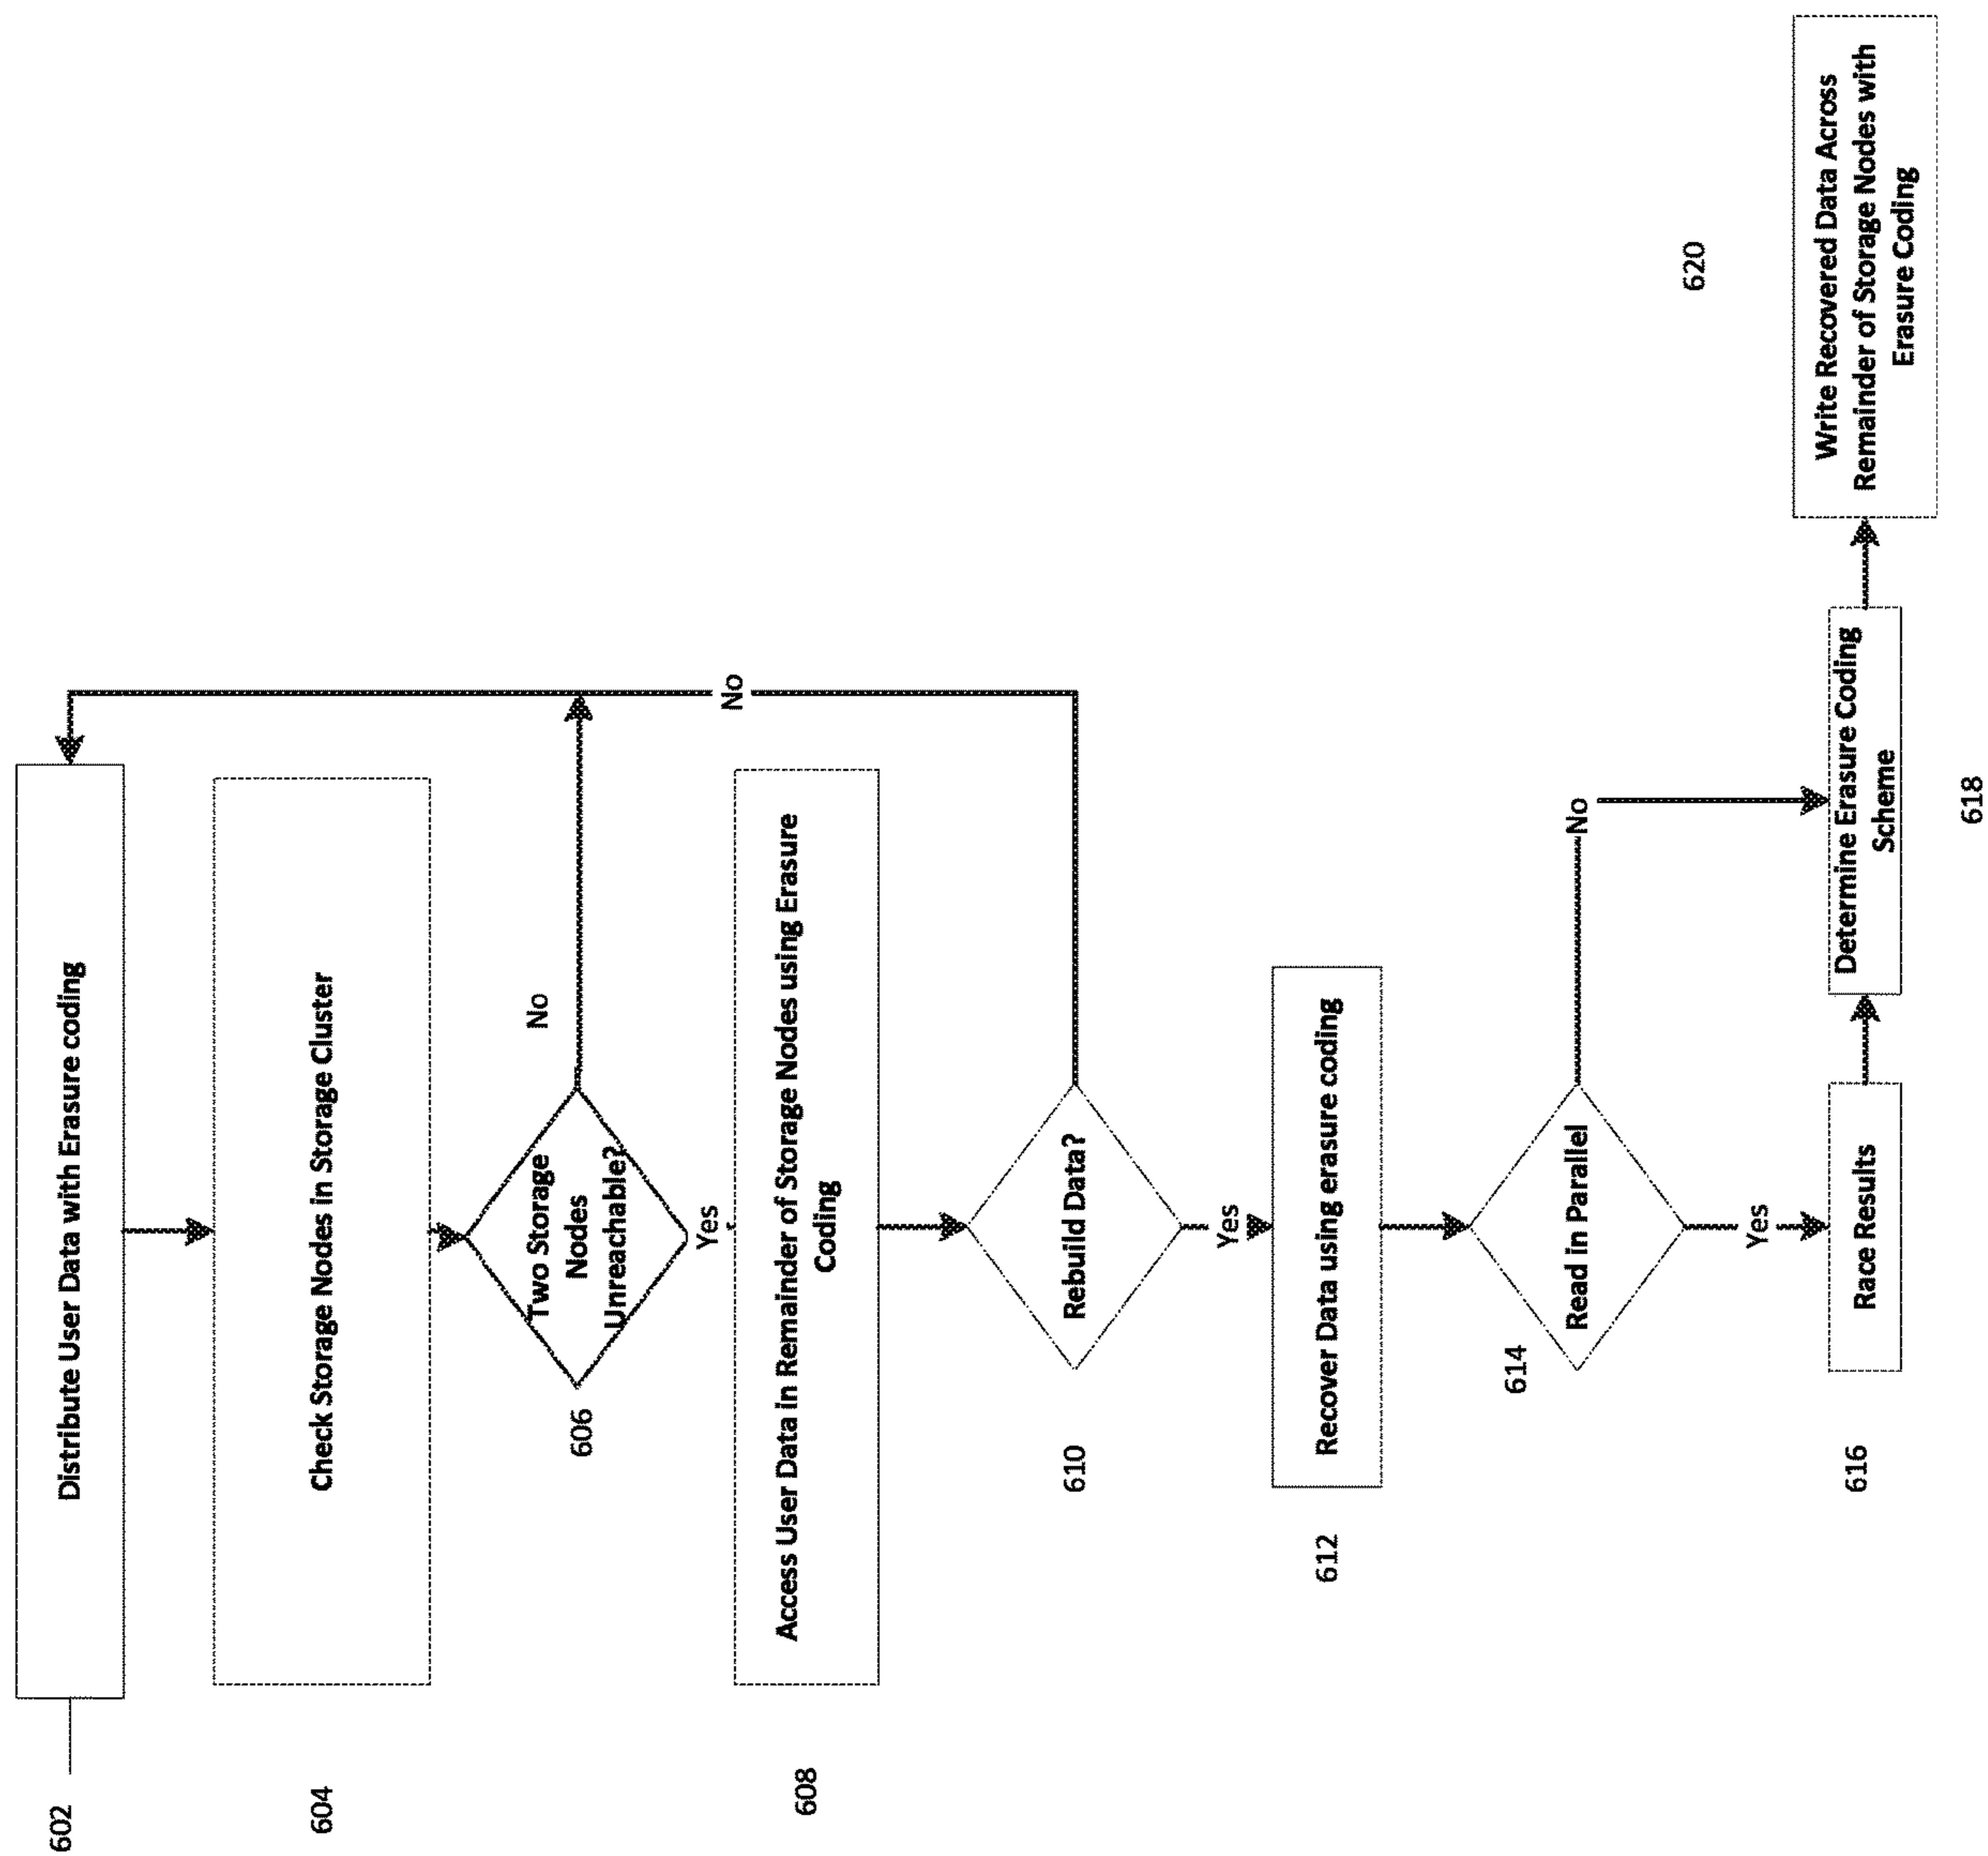 602
Distribute User Data with Erasure coding
604
Check Storage Nodes in Storage Cluster
606
Two Storage
Nodes
Unreachable?
No
Yes
608
Access User Data in Remainder of Storage Nodes using Erasure
Coding
No
610
Rebuild Data?
Yes
612
Recover Data using erasure coding
614
Read in Parallel
No
Yes
616
Race Results
Determine Erasure Coding
Scheme
618
620
Write Recovered Data Across
Remainder of Storage Nodes with
Erasure Coding